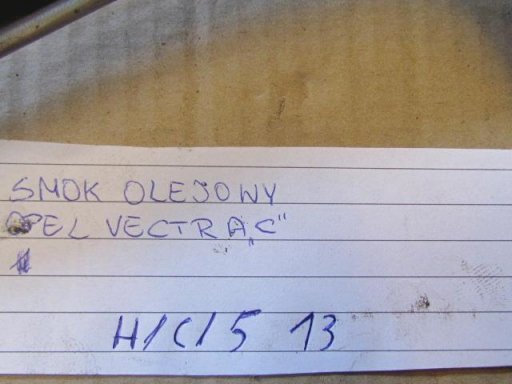 SMOK OLEJOWY
OPEL VECTRA „C"
H/C/5 13